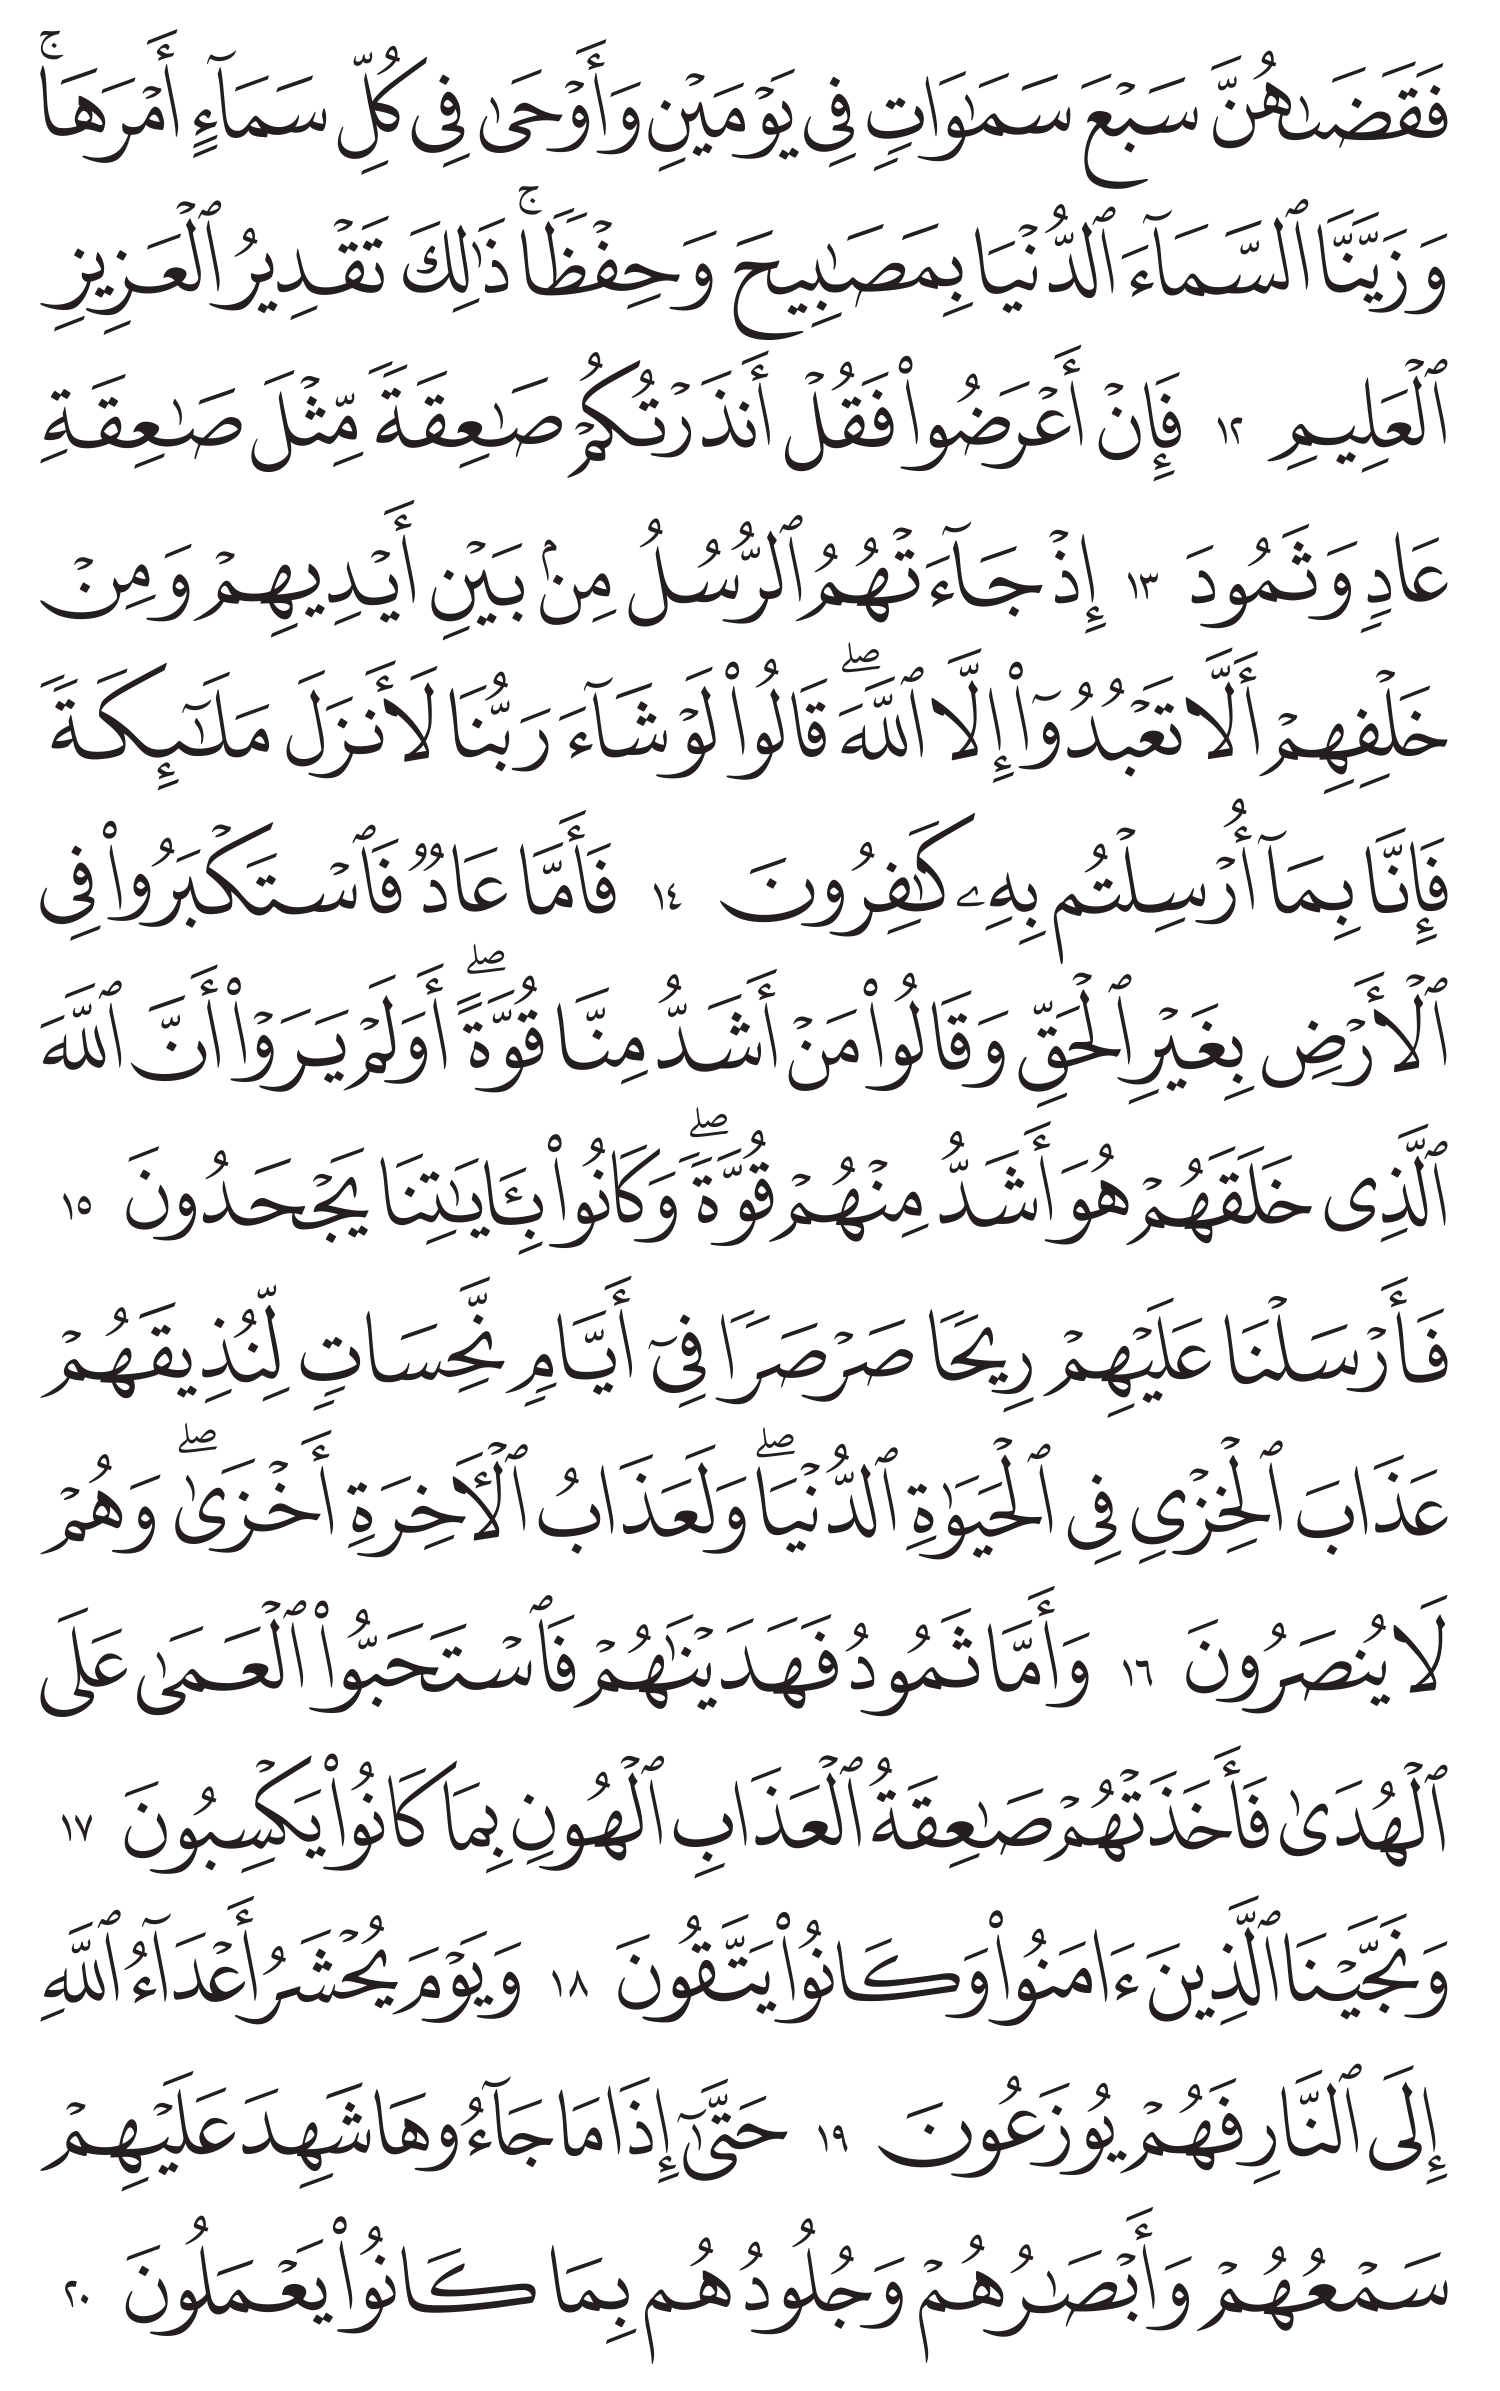 فَقَضَىٰهُنَّ سَبْعَ سَمَٰوَاتٍ فِى يَوْمَيْنِ وَأَوْحَىٰ فِى كُلِّ سَمَآءٍ أَمْرَهَا ۚ
وَزَيَّنَّا ٱلسَّمَآءَ ٱلدُّنْيَا بِمَصَٰبِيحَ وَحِفْظًا ۚ ذَٰلِكَ تَقْدِيرُ ٱلْعَزِيزِ
ٱلْعَلِيمِ ١٢ فَإِنْ أَعْرَضُوا۟ فَقُلْ أَنذَرْتُكُمْ صَٰعِقَةً مِّثْلَ صَٰعِقَةِ
عَادٍ وَثَمُودَ ١٣ إِذْ جَآءَتْهُمُ ٱلرُّسُلُ مِنۢ بَيْنِ أَيْدِيهِمْ وَمِنْ
خَلْفِهِمْ أَلَّا تَعْبُدُوٓا۟ إِلَّا ٱللَّهَ ۖ قَالُوا۟ لَوْ شَآءَ رَبُّنَا لَأَنزَلَ مَلَٰٓئِكَةً
فَإِنَّا بِمَآ أُرْسِلْتُم بِهِۦ كَٰفِرُونَ ١٤ فَأَمَّا عَادٌ فَٱسْتَكْبَرُوا۟ فِى
ٱلْأَرْضِ بِغَيْرِ ٱلْحَقِّ وَقَالُوا۟ مَنْ أَشَدُّ مِنَّا قُوَّةً ۖ أَوَلَمْ يَرَوْا۟ أَنَّ ٱللَّهَ
ٱلَّذِى خَلَقَهُمْ هُوَ أَشَدُّ مِنْهُمْ قُوَّةً ۖ وَكَانُوا۟ بِـَٔايَٰتِنَا يَجْحَدُونَ ١٥
فَأَرْسَلْنَا عَلَيْهِمْ رِيحًا صَرْصَرًا فِىٓ أَيَّامٍ نَّحِسَاتٍ لِّنُذِيقَهُمْ
عَذَابَ ٱلْخِزْىِ فِى ٱلْحَيَوٰةِ ٱلدُّنْيَا ۖ وَلَعَذَابُ ٱلْـَٔاخِرَةِ أَخْزَىٰ ۖ وَهُمْ
لَا يُنصَرُونَ ١٦ وَأَمَّا ثَمُودُ فَهَدَيْنَٰهُمْ فَٱسْتَحَبُّوا۟ ٱلْعَمَىٰ عَلَى
ٱلْهُدَىٰ فَأَخَذَتْهُمْ صَٰعِقَةُ ٱلْعَذَابِ ٱلْهُونِ بِمَا كَانُوا۟ يَكْسِبُونَ ١٧
وَنَجَّيْنَا ٱلَّذِينَ ءَامَنُوا۟ وَكَانُوا۟ يَتَّقُونَ ١٨ وَيَوْمَ يُحْشَرُ أَعْدَآءُ ٱللَّهِ
إِلَى ٱلنَّارِ فَهُمْ يُوزَعُونَ ١٩ حَتَّىٰٓ إِذَا مَا جَآءُوهَا شَهِدَ عَلَيْهِمْ
سَمْعُهُمْ وَأَبْصَٰرُهُمْ وَجُلُودُهُم بِمَا كَانُوا۟ يَعْمَلُونَ ٢٠